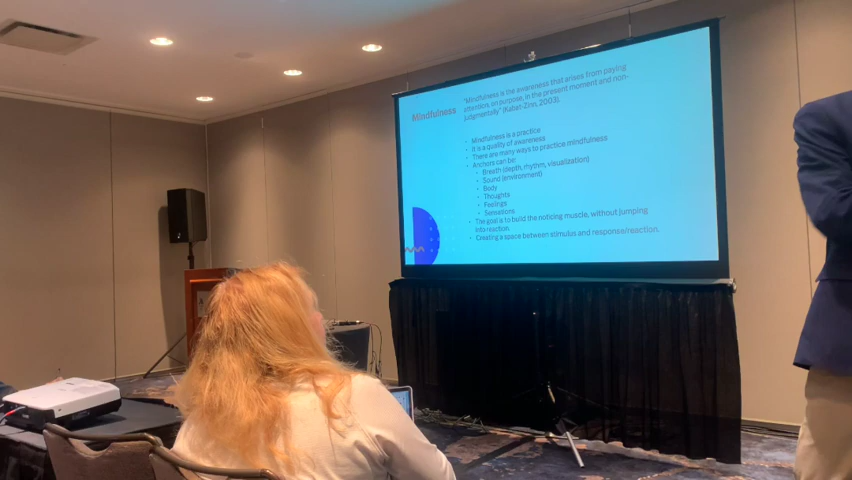 Mindfulness
"Mindfulness is the awareness that arises from paying
attention, on purpose, in the present moment and non-
judgmentally" (Kabat-Zinn, 2003).
• Mindfulness is a practice
• It is a quality of awareness
• There are many ways to practice mindfulness
• Anchors can be:
• Breath (depth, rhythm, visualization)
• Sound (environment)
• Body
• Thoughts
• Feelings
• Sensations
• The goal is to build the noticing muscle, without jumping
into reaction.
• Creating a space between stimulus and response/reaction.